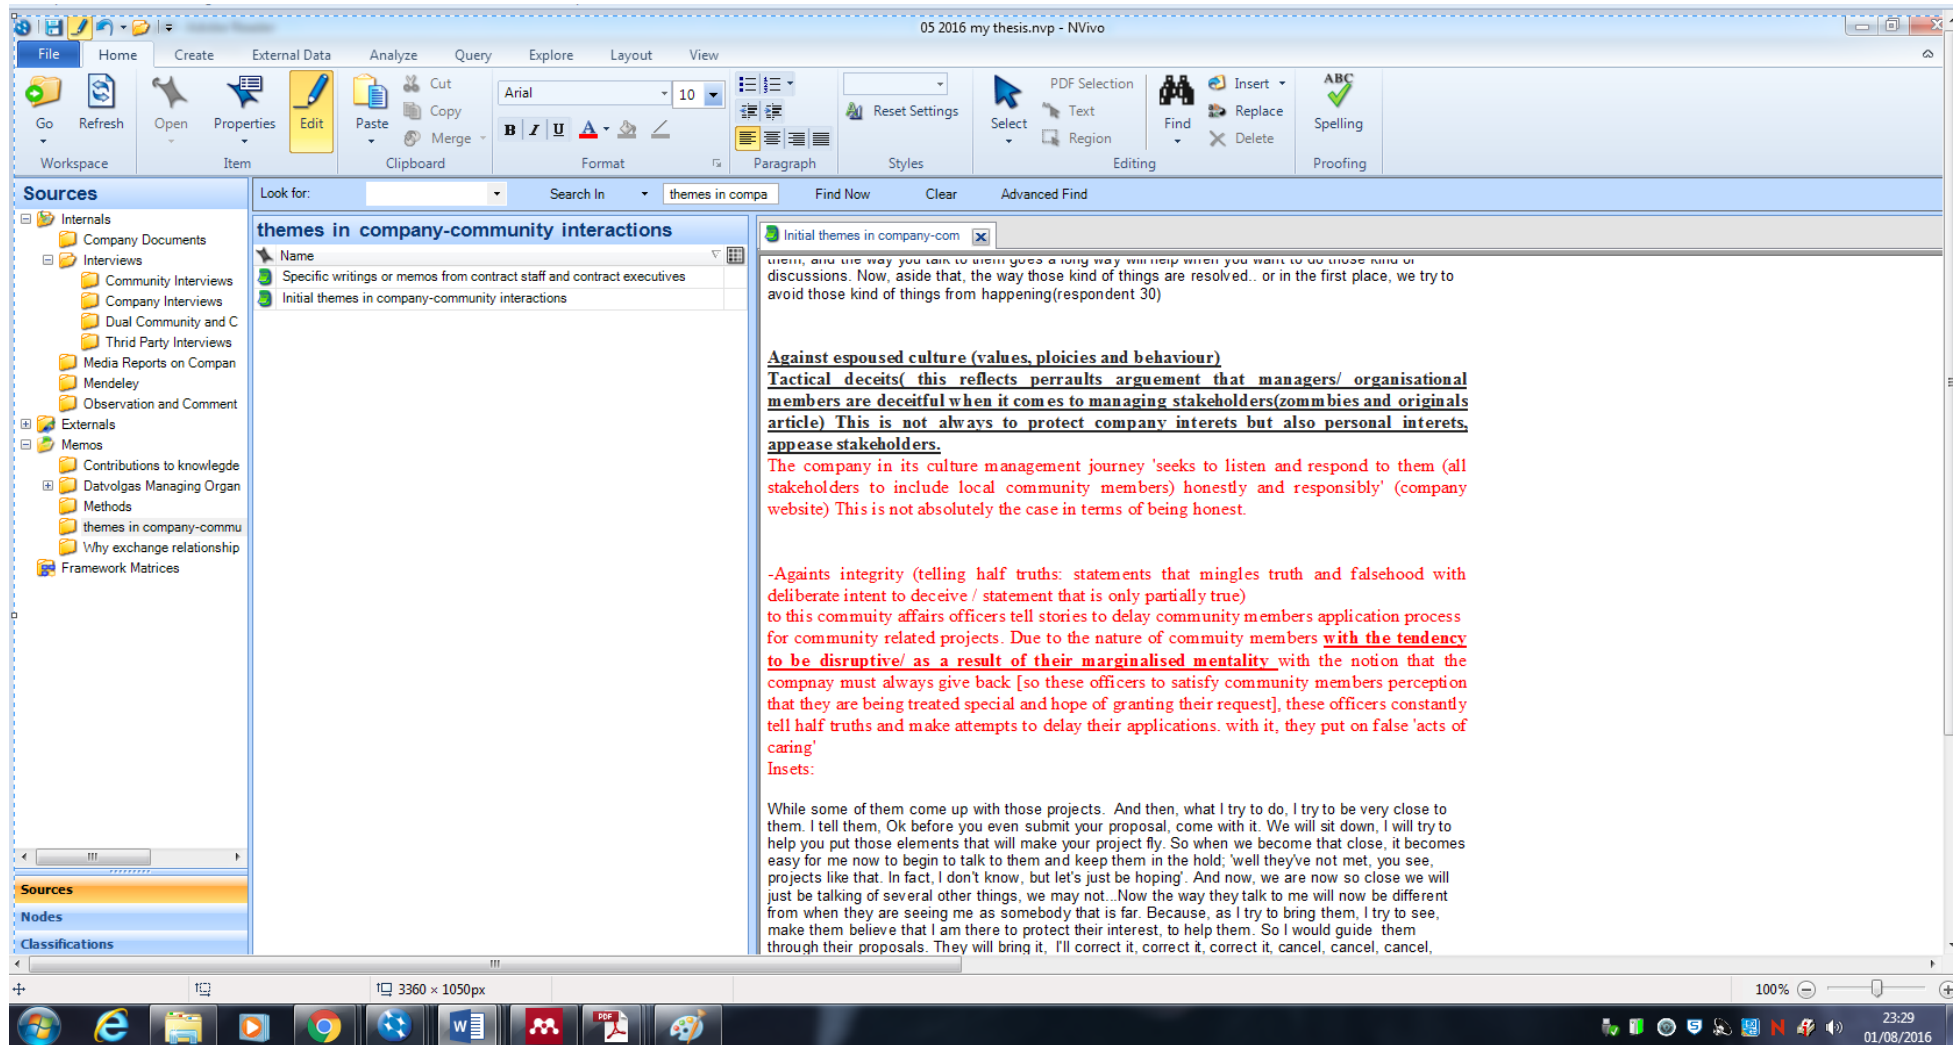 05 2016 my thesis.nvp - NVivo
File Home Create External Data Analyze Query Explore Layout View
Go
Refresh
Workspace
Open
Properties
Edit
Item
Paste
Cut
Copy
Merge
Clipboard
Arial 10
B I U A
Format
Paragraph
Reset Settings
Styles
Select
PDF Selection
Text
Region
Find
Insert
Replace
Delete
Editing
ABC
Spelling
Proofing
Sources
Internals
Company Documents
Interviews
Community Interviews
Company Interviews
Dual Community and C
Thrid Party Interviews
Media Reports on Compan
Mendeley
Observation and Comment
Externals
Memos
Contributions to knowlegde
Datvolgas Managing Organ
Methods
themes in company-commu
Why exchange relationship
Framework Matrices
Sources
Nodes
Classifications
Look for: Search In themes in compa Find Now Clear Advanced Find
themes in company-community interactions
Name
Specific writings or memos from contract staff and contract executives
Initial themes in company-community interactions
Initial themes in company-com
them, and the way you talk to them goes a long way will help when you want to do those kind of
discussions. Now, aside that, the way those kind of things are resolved.. or in the first place, we try to
avoid those kind of things from happening(respondent 30)
Against espoused culture (values, ploicies and behaviour)
Tactical deceits( this reflects perraults arguement that managers/ organisational
members are deceitful when it comes to managing stakeholders(zommbies and originals
article) This is not always to protect company interets but also personal interets,
appease stakeholders.
The company in its culture management journey 'seeks to listen and respond to them (all
stakeholders to include local community members) honestly and responsibly' (company
website) This is not absolutely the case in terms of being honest.
-Againts integrity (telling half truths: statements that mingles truth and falsehood with
deliberate intent to deceive / statement that is only partially true)
to this commuity affairs officers tell stories to delay community members application process
for community related projects. Due to the nature of commuity members with the tendency
to be disruptive/ as a result of their marginalised mentality with the notion that the
compnay must always give back [so these officers to satisfy community members perception
that they are being treated special and hope of granting their request], these officers constantly
tell half truths and make attempts to delay their applications. with it, they put on false 'acts of
caring'
Insets:
While some of them come up with those projects. And then, what I try to do, I try to be very close to
them. I tell them, Ok before you even submit your proposal, come with it. We will sit down, I will try to
help you put those elements that will make your project fly. So when we become that close, it becomes
easy for me now to begin to talk to them and keep them in the hold; 'well they've not met, you see,
projects like that. In fact, I don't know, but let's just be hoping'. And now, we are now so close we will
just be talking of several other things, we may not...Now the way they talk to me will now be different
from when they are seeing me as somebody that is far. Because, as I try to bring them, I try to see,
make them believe that I am there to protect their interest, to help them. So I would guide them
through their proposals. They will bring it, I'll correct it, correct it, correct it, cancel, cancel, cancel,
3360 × 1050px
100%
23:29
01/08/2016